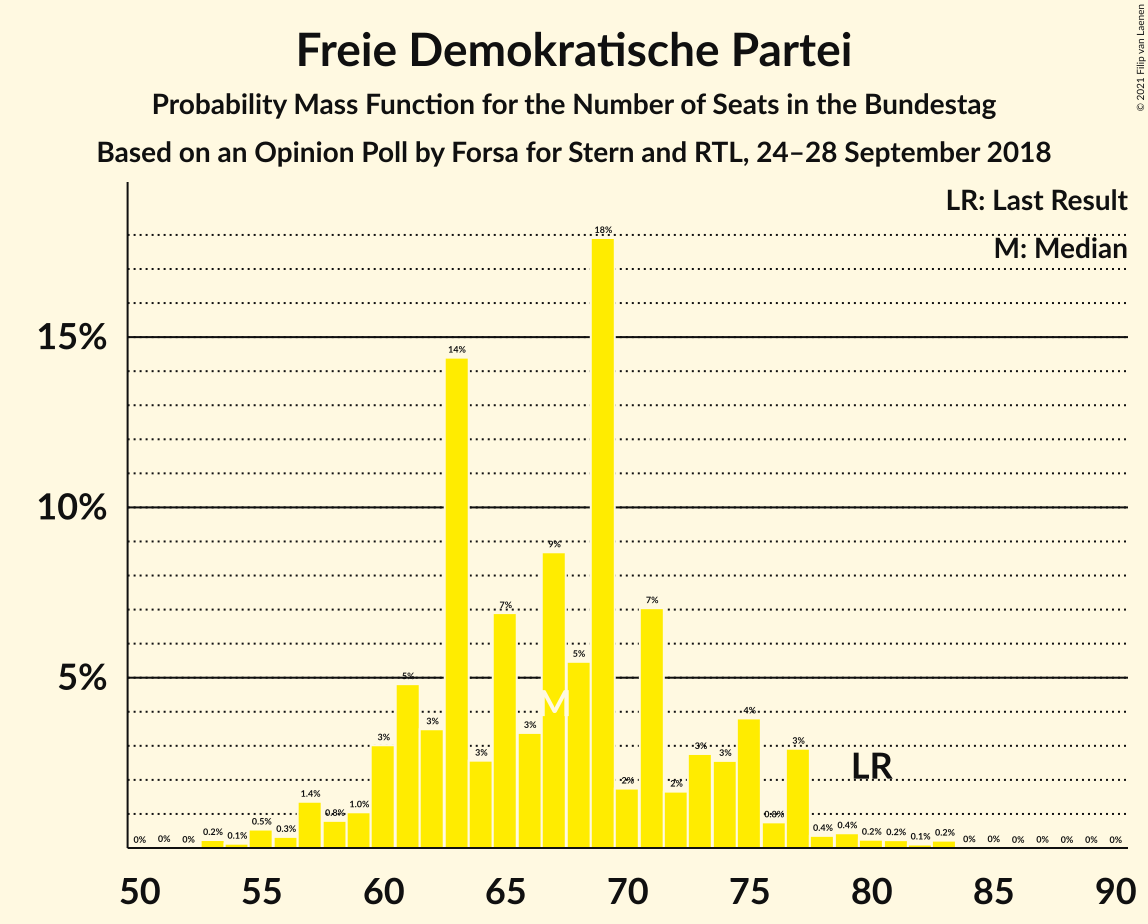 Freie Demokratische Partei
Probability Mass Function for the Number of Seats in the Bundestag
Based on an Opinion Poll by Forsa for Stern and RTL, 24–28 September 2018
© 2021 Filip van Laenen
LR: Last Result
M: Median
15%
10%
5%
0% 0% 0% 0.2% 0.1% 0.5% 0.3% 1.4% 0.8% 1.0% 3% 5% 3% 14% 3% 7% 3% 9% 5% 18% 2% 7% 2% 3% 3% 4% 0.8% 3% 0.4% 0.4% 0.2% 0.2% 0.1% 0.2% 0% 0% 0% 0% 0% 0% 0%
M
LR
50 55 60 65 70 75 80 85 90